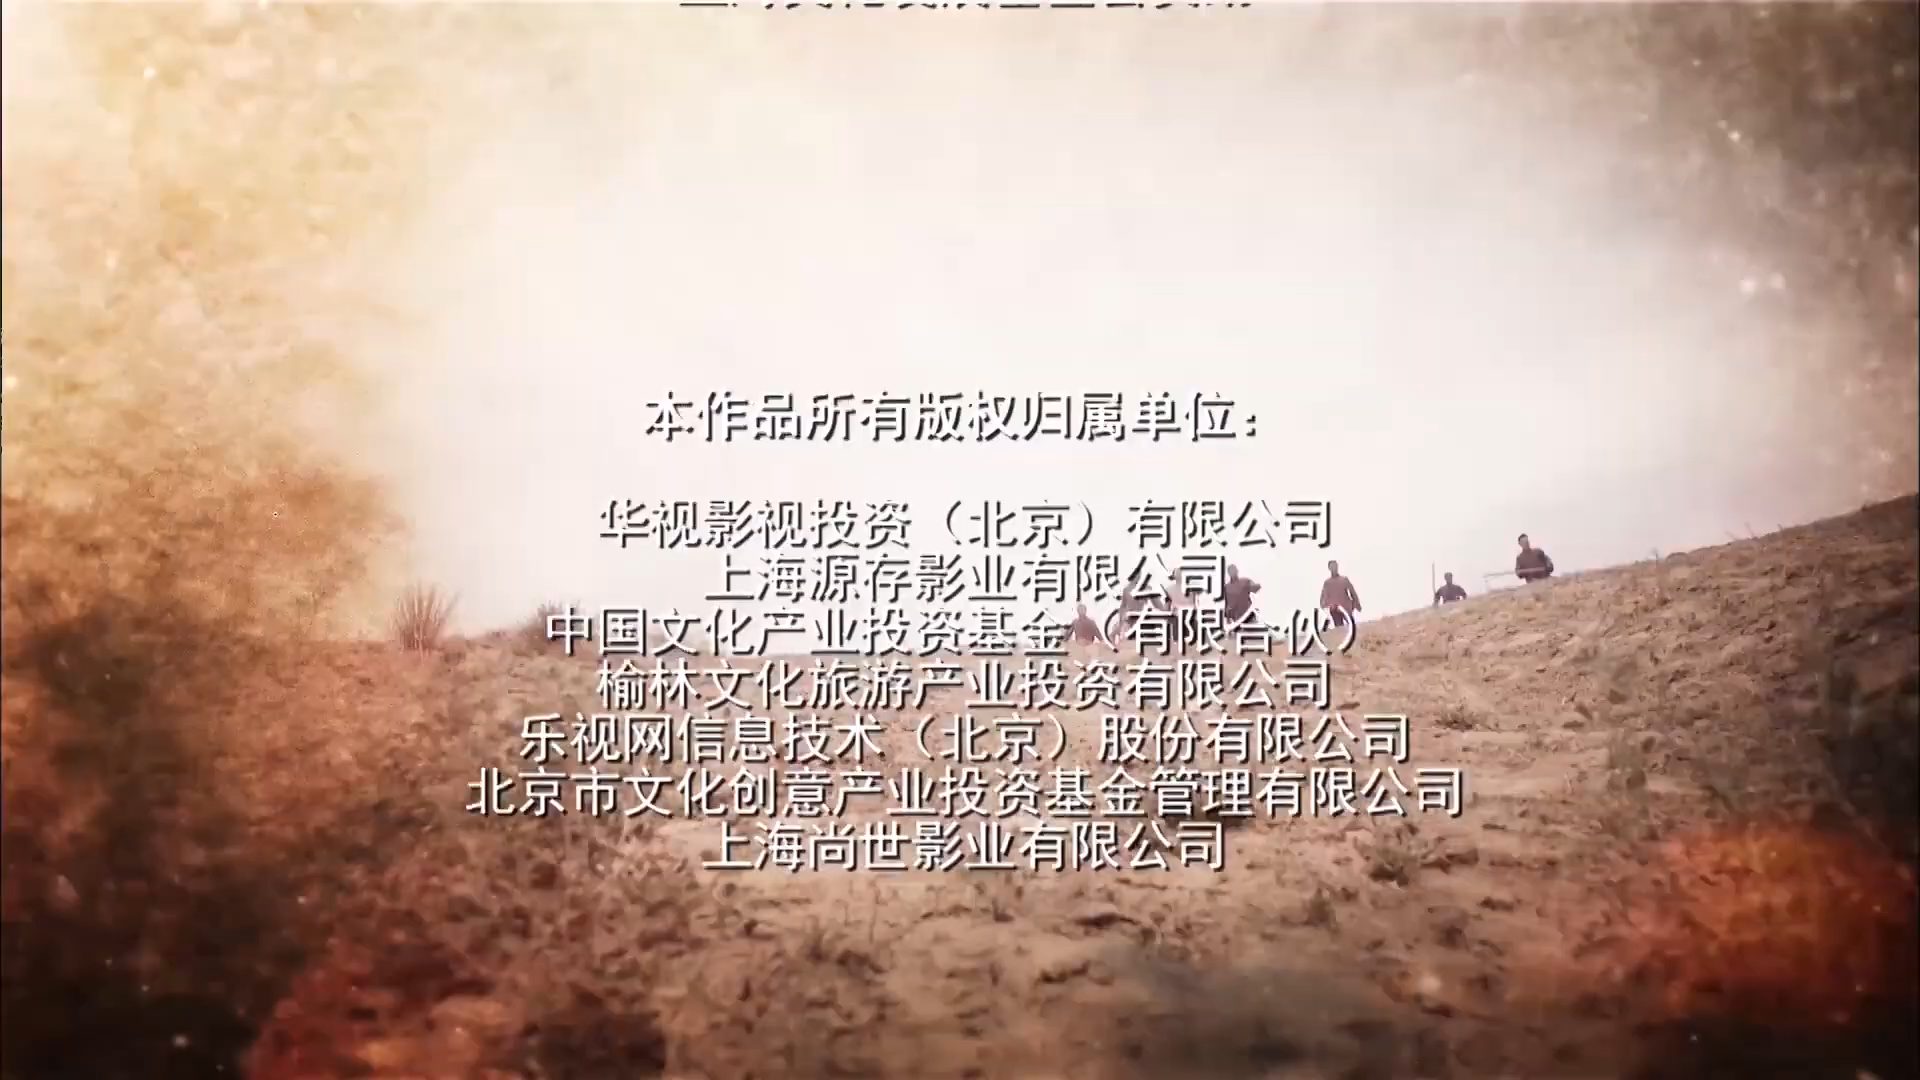 本作品所有版权归属单位：
华视影视投资（北京）有限公司
上海源存影业有限公司
中国文化产业投资基金（有限合伙）
榆林文化旅游产业投资有限公司
乐视网信息技术（北京）股份有限公司
北京市文化创意产业投资基金管理有限公司
上海尚世影业有限公司